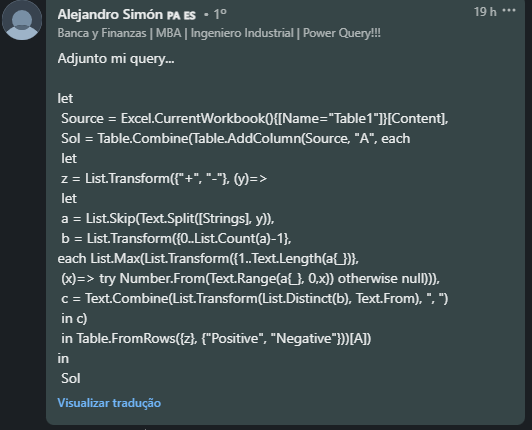 Alejandro Simón PA ES • 1º
19 h •••
Banca y Finanzas | MBA | Ingeniero Industrial | Power Query!!!
Adjunto mi query...
let
Source = Excel.CurrentWorkbook(){[Name="Table1"]}[Content],
Sol = Table.Combine(Table.AddColumn(Source, "A", each
let
z = List.Transform({"+", "-"}, (y)=>
let
a = List.Skip(Text.Split([Strings], y)),
b = List.Transform({0..List.Count(a)-1},
each List.Max(List.Transform({1..Text.Length(a{_})},
(x)=> try Number.From(Text.Range(a{_}, 0,x)) otherwise null))),
c = Text.Combine(List.Transform(List.Distinct(b), Text.From), ", ")
in c)
in Table.FromRows({z}, {"Positive", "Negative"}))[A])
in
Sol
Visualizar tradução